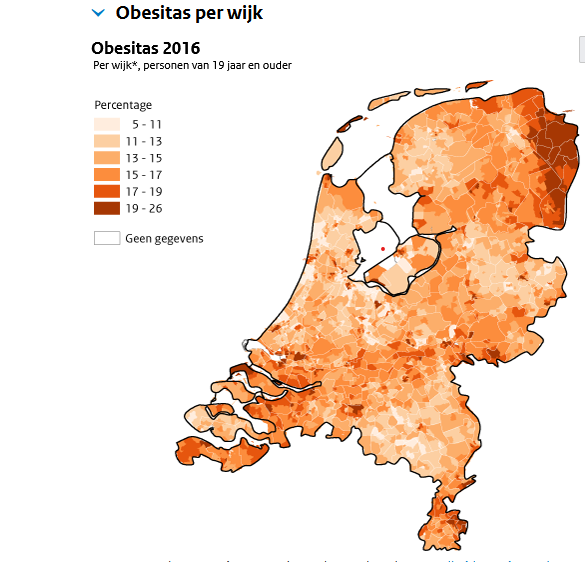 Obesitas per wijk
Obesitas 2016
Per wijk*, personen van 19 jaar en ouder
Percentage
5 - 11
11 - 13
13 - 15
15 - 17
17 - 19
19 - 26
Geen gegevens